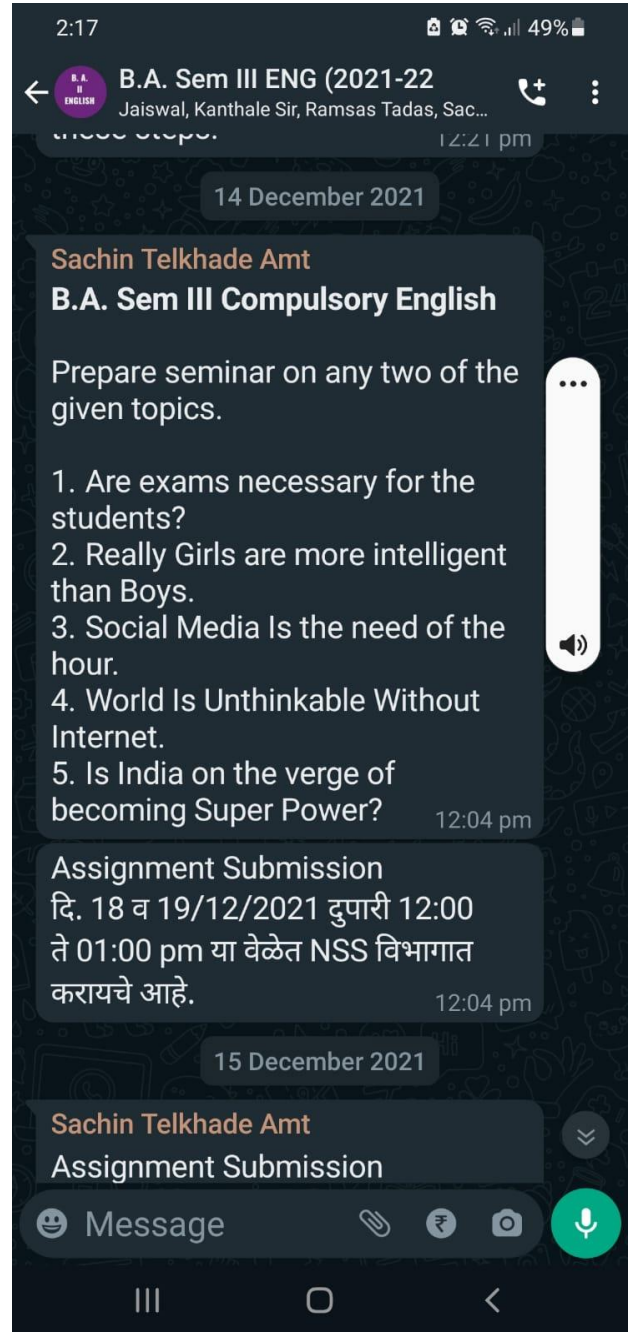 2:17
49%
B. A.
II
ENGLISH
B.A. Sem III ENG (2021-22
Jaiswal, Kanthale Sir, Ramsas Tadas, Sac...
these steps.
12:21 pm
14 December 2021
Sachin Telkhade Amt
B.A. Sem III Compulsory English
Prepare seminar on any two of the
given topics.
1. Are exams necessary for the
students?
2. Really Girls are more intelligent
than Boys.
3. Social Media Is the need of the
hour.
4. World Is Unthinkable Without
Internet.
5. Is India on the verge of
becoming Super Power?
12:04 pm
Assignment Submission
दि. 18 व 19/12/2021 दुपारी 12:00
ते 01:00 pm या वेळेत NSS विभागात
करायचे आहे.
12:04 pm
15 December 2021
Sachin Telkhade Amt
Assignment Submission
Message